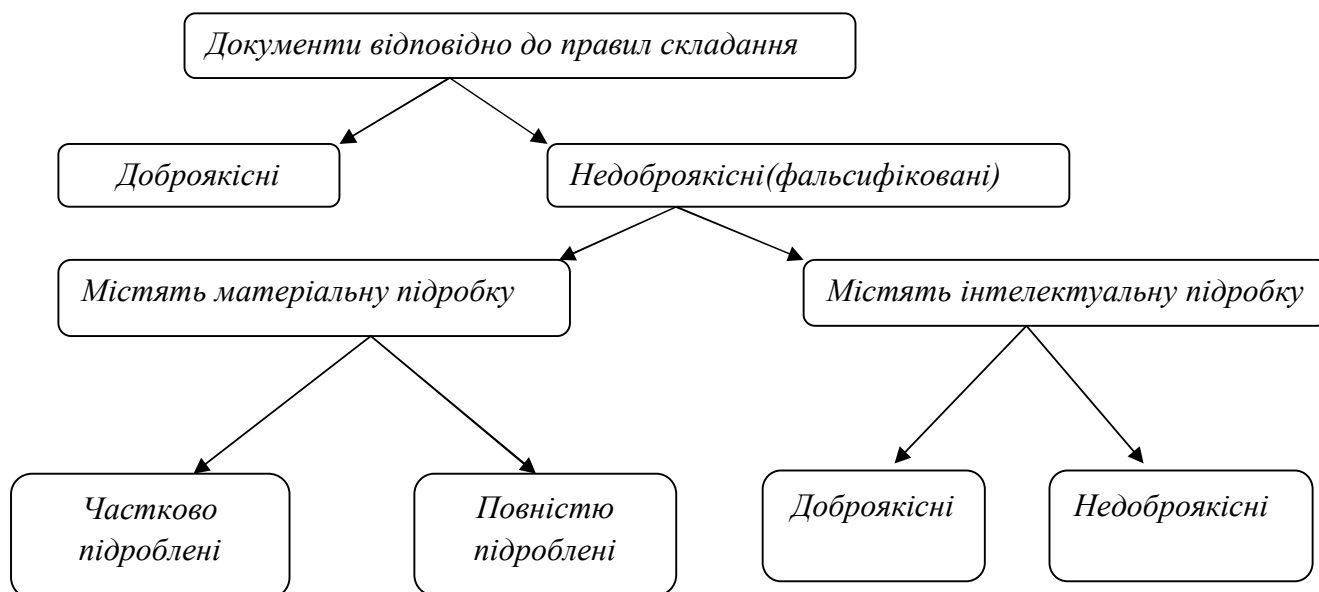 Документи відповідно до правил складання
Доброякісні
Недоброякісні(фальсифіковані)
Містять матеріальну підробку
Містять інтелектуальну підробку
Частково
підроблені
Повністю
підроблені
Доброякісні
Недоброякісні